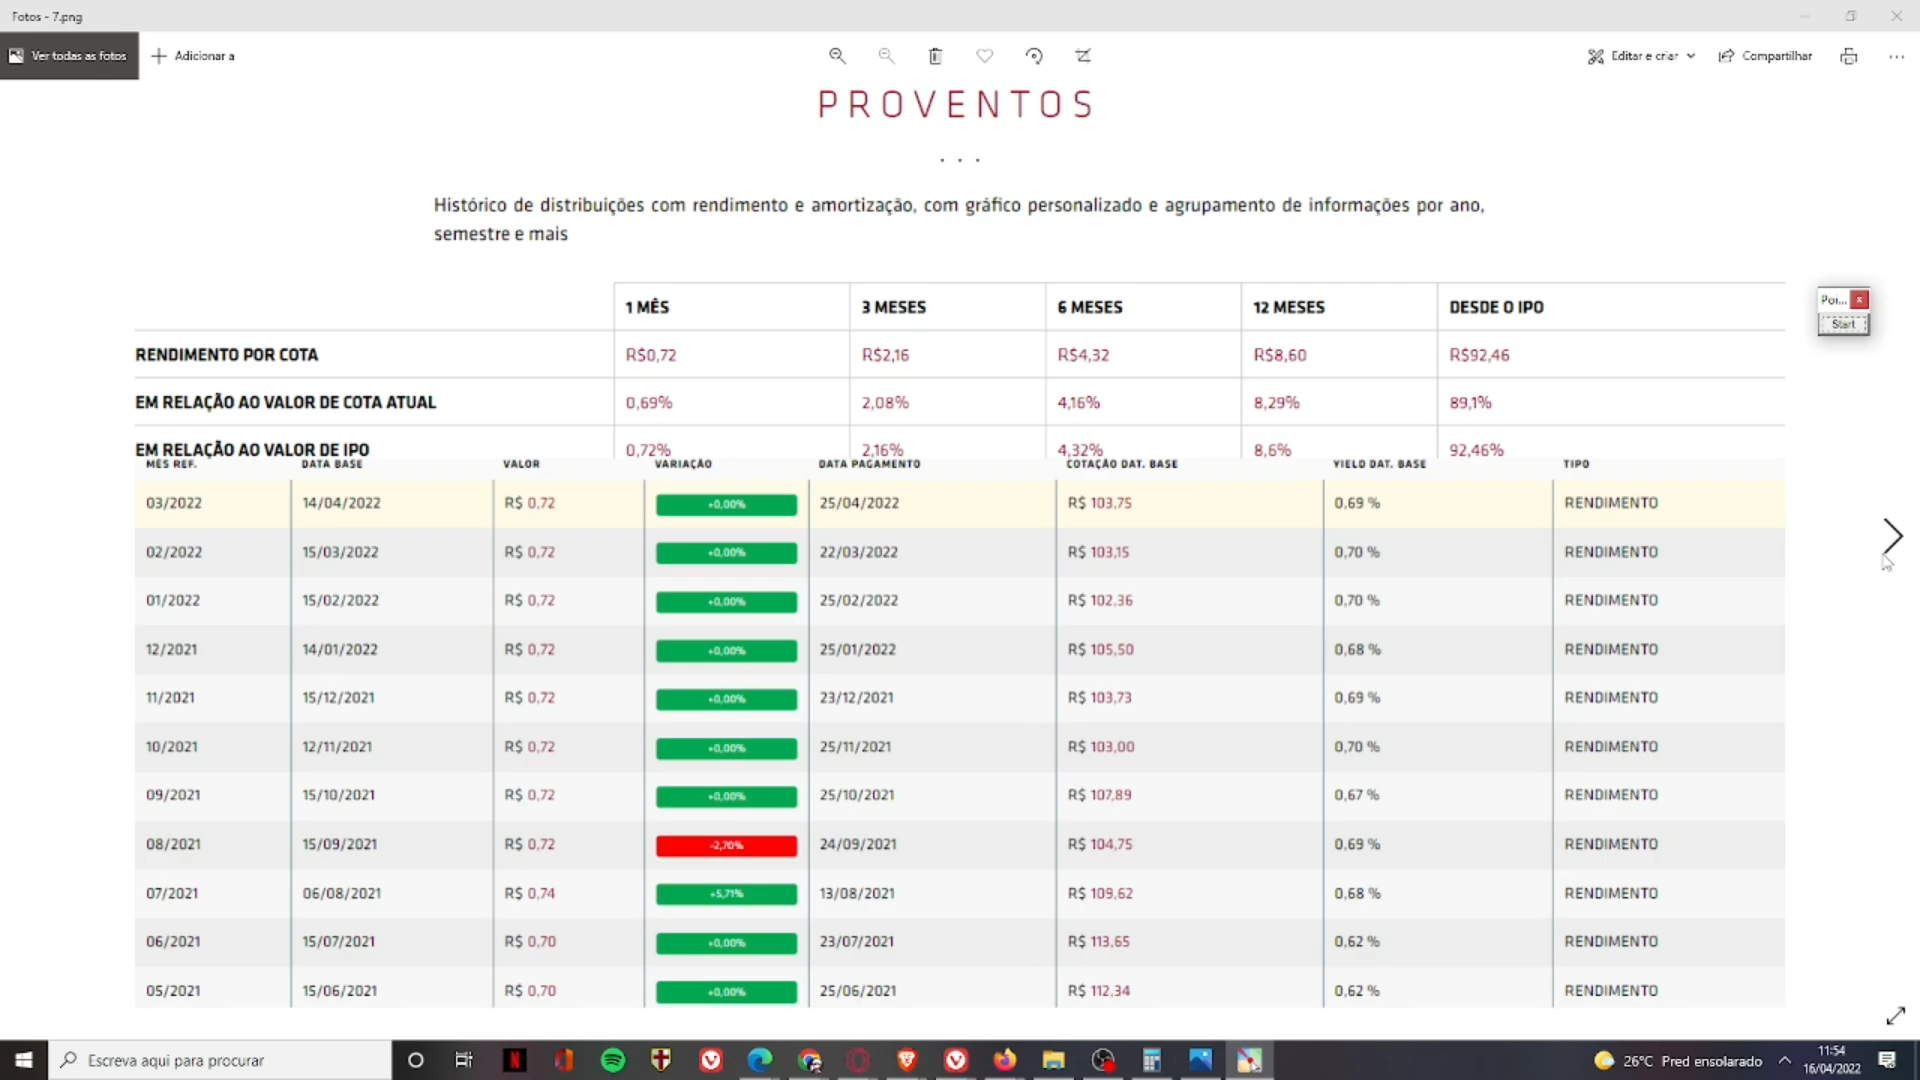 Fotos - 7.png
Ver todas as fotos Adicionar a Editar e criar Compartilhar
PROVENTOS
. . .
Histórico de distribuições com rendimento e amortização, com gráfico personalizado e agrupamento de informações por ano,
semestre e mais
1 MÊS 3 MESES 6 MESES 12 MESES DESDE O IPO
Poi...
Start
RENDIMENTO POR COTA R$0,72 R$2,16 R$4,32 R$8,60 R$92,46
EM RELAÇÃO AO VALOR DE COTA ATUAL 0,69% 2,08% 4,16% 8,29% 89,1%
EM RELAÇÃO AO VALOR DE IPO 0,72% 2,16% 4,32% 8,6% 92,46%
MÊS REF. DATA BASE VALOR VARIAÇÃO DATA PAGAMENTO COTAÇÃO DAT. BASE YIELD DAT. BASE TIPO
03/2022 14/04/2022 R$ 0,72 +0,00% 25/04/2022 R$ 103,75 0,69 % RENDIMENTO
02/2022 15/03/2022 R$ 0,72 +0,00% 22/03/2022 R$ 103,15 0,70 % RENDIMENTO
01/2022 15/02/2022 R$ 0,72 +0,00% 25/02/2022 R$ 102,36 0,70 % RENDIMENTO
12/2021 14/01/2022 R$ 0,72 +0,00% 25/01/2022 R$ 105,50 0,68 % RENDIMENTO
11/2021 15/12/2021 R$ 0,72 +0,00% 23/12/2021 R$ 103,73 0,69 % RENDIMENTO
10/2021 12/11/2021 R$ 0,72 +0,00% 25/11/2021 R$ 103,00 0,70 % RENDIMENTO
09/2021 15/10/2021 R$ 0,72 +0,00% 25/10/2021 R$ 107,89 0,67 % RENDIMENTO
08/2021 15/09/2021 R$ 0,72 -2,70% 24/09/2021 R$ 104,75 0,69 % RENDIMENTO
07/2021 06/08/2021 R$ 0,74 +5,71% 13/08/2021 R$ 109,62 0,68 % RENDIMENTO
06/2021 15/07/2021 R$ 0,70 +0,00% 23/07/2021 R$ 113,65 0,62 % RENDIMENTO
05/2021 15/06/2021 R$ 0,70 +0,00% 25/06/2021 R$ 112,34 0,62 % RENDIMENTO
Escreva aqui para procurar 26°C Pred ensolarado 11:54
16/04/2022